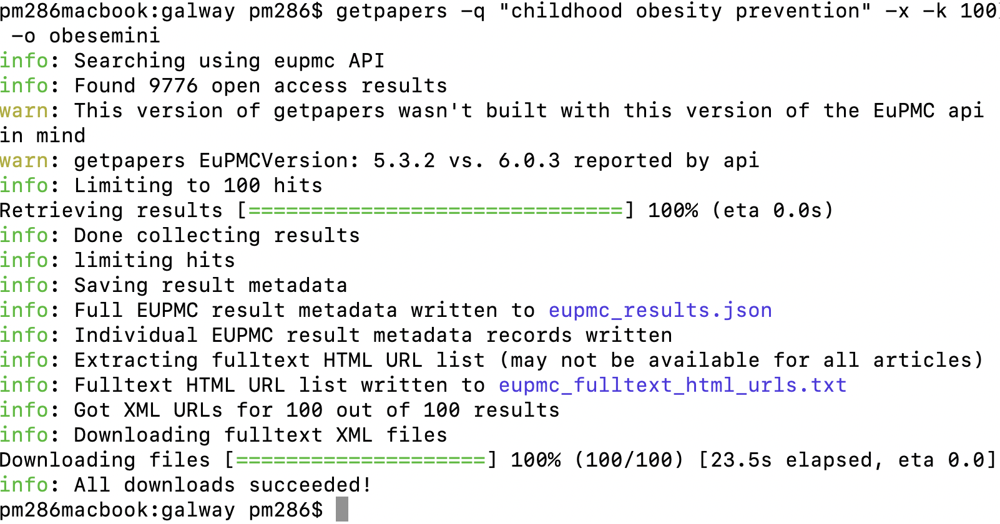 pm286macbook:galway pm286$ getpapers -q "childhood obesity prevention" -x -k 100
-o obesemini
info: Searching using eupmc API
info: Found 9776 open access results
warn: This version of getpapers wasn't built with this version of the EuPMC api
in mind
warn: getpapers EuPMCVersion: 5.3.2 vs. 6.0.3 reported by api
info: Limiting to 100 hits
Retrieving results [==============================] 100% (eta 0.0s)
info: Done collecting results
info: limiting hits
info: Saving result metadata
info: Full EUPMC result metadata written to eupmc_results.json
info: Individual EUPMC result metadata records written
info: Extracting fulltext HTML URL list (may not be available for all articles)
info: Fulltext HTML URL list written to eupmc_fulltext_html_urls.txt
info: Got XML URLs for 100 out of 100 results
info: Downloading fulltext XML files
Downloading files [====================] 100% (100/100) [23.5s elapsed, eta 0.0]
info: All downloads succeeded!
pm286macbook:galway pm286$